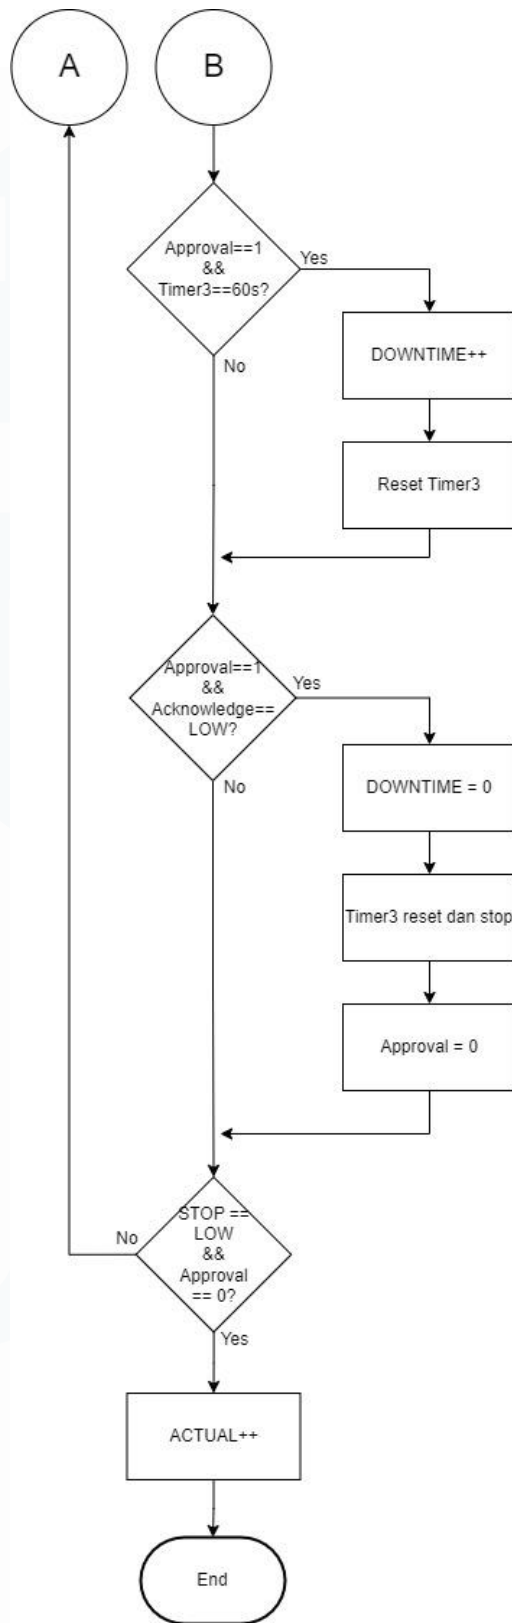 A
B
Approval==1
&&
Timer3==60s?
Yes
No
DOWNTIME++
Reset Timer3
Approval==1
&&
Acknowledge==
LOW?
Yes
No
DOWNTIME = 0
Timer3 reset dan stop
Approval = 0
STOP ==
LOW
&&
Approval
== 0?
No
Yes
ACTUAL++
End